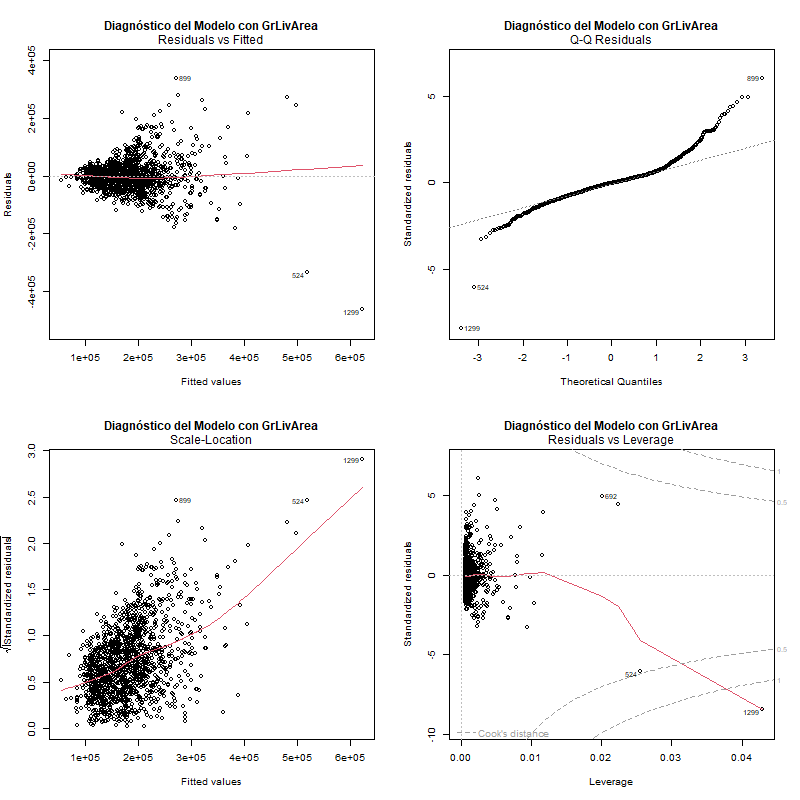 Diagnóstico del Modelo con GrLivArea
Residuals vs Fitted
Residuals
4e+05
2e+05
0e+00
-2e+05
-4e+05
899
524
1299
1e+05 2e+05 3e+05 4e+05 5e+05 6e+05
Fitted values
Diagnóstico del Modelo con GrLivArea
Q-Q Residuals
Standardized residuals
5
0
-5
899
524
1299
-3 -2 -1 0 1 2 3
Theoretical Quantiles
Diagnóstico del Modelo con GrLivArea
Scale-Location
√|Standardized residuals|
3.0
2.5
2.0
1.5
1.0
0.5
0.0
1299
899
524
1e+05 2e+05 3e+05 4e+05 5e+05 6e+05
Fitted values
Diagnóstico del Modelo con GrLivArea
Residuals vs Leverage
Standardized residuals
5
0
-5
-10
1
0.5
0.5
1
692
524
1299
Cook's distance
0.00 0.01 0.02 0.03 0.04
Leverage